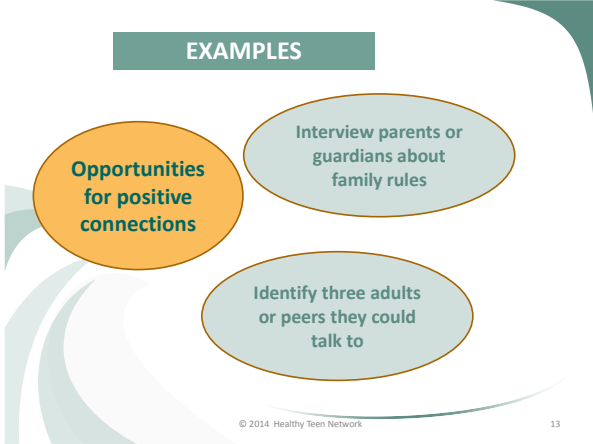 EXAMPLES
Opportunities
for positive
connections
Interview parents or
guardians about
family rules
Identify three adults
or peers they could
talk to
© 2014 Healthy Teen Network
13